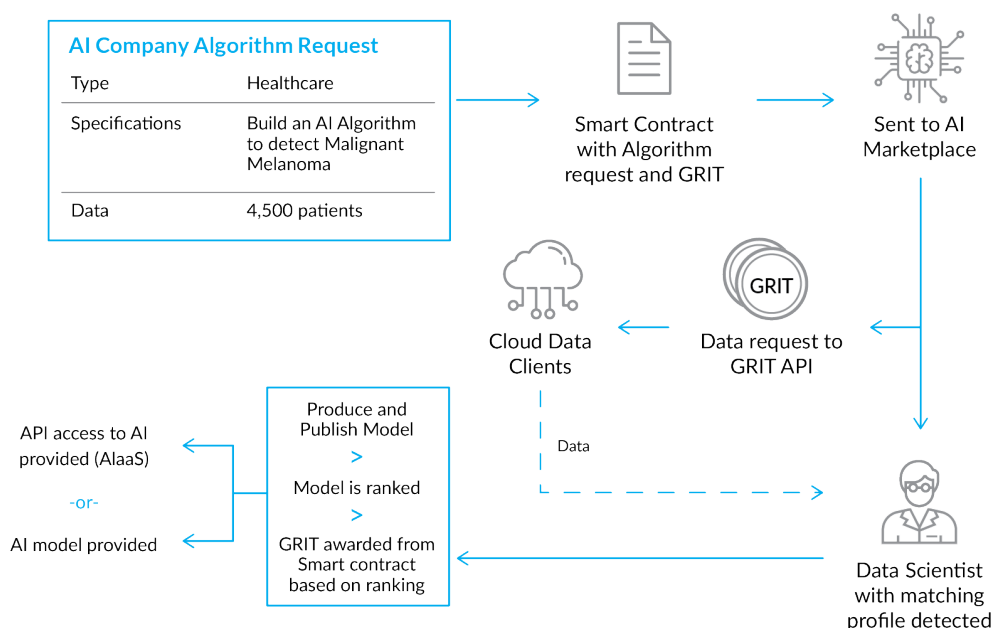 AI Company Algorithm Request
Type Healthcare
Specifications Build an AI Algorithm
to detect Malignant
Melanoma
Data 4,500 patients
Smart Contract
with Algorithm
request and GRIT
Sent to AI
Marketplace
GRIT
Data request to
GRIT API
Cloud Data
Clients
Data
Data Scientist
with matching
profile detected
Produce and
Publish Model
>
Model is ranked
>
GRIT awarded from
Smart contract
based on ranking
API access to AI
provided (AIaaS)
-or-
AI model provided